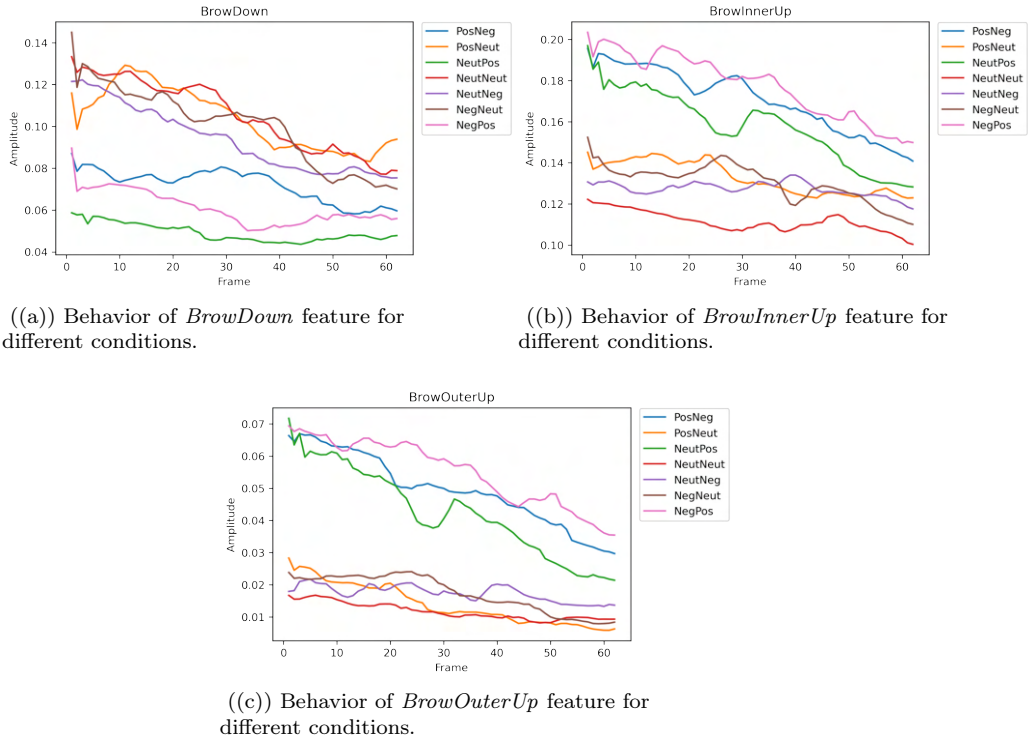 BrowDown
0.14
0.12
0.10
0.08
0.06
0.04
Amplitude
0 10 20 30 40 50 60
Frame
PosNeg
PosNeut
NeutPos
NeutNeut
NeutNeg
NegNeut
NegPos
BrowInnerUp
0.20
0.18
0.16
0.14
0.12
0.10
Amplitude
0 10 20 30 40 50 60
Frame
PosNeg
PosNeut
NeutPos
NeutNeut
NeutNeg
NegNeut
NegPos
((a)) Behavior of BrowDown feature for
different conditions.
((b)) Behavior of BrowInnerUp feature for
different conditions.
BrowOuterUp
0.07
0.06
0.05
0.04
0.03
0.02
0.01
Amplitude
0 10 20 30 40 50 60
Frame
PosNeg
PosNeut
NeutPos
NeutNeut
NeutNeg
NegNeut
NegPos
((c)) Behavior of BrowOuterUp feature for
different conditions.